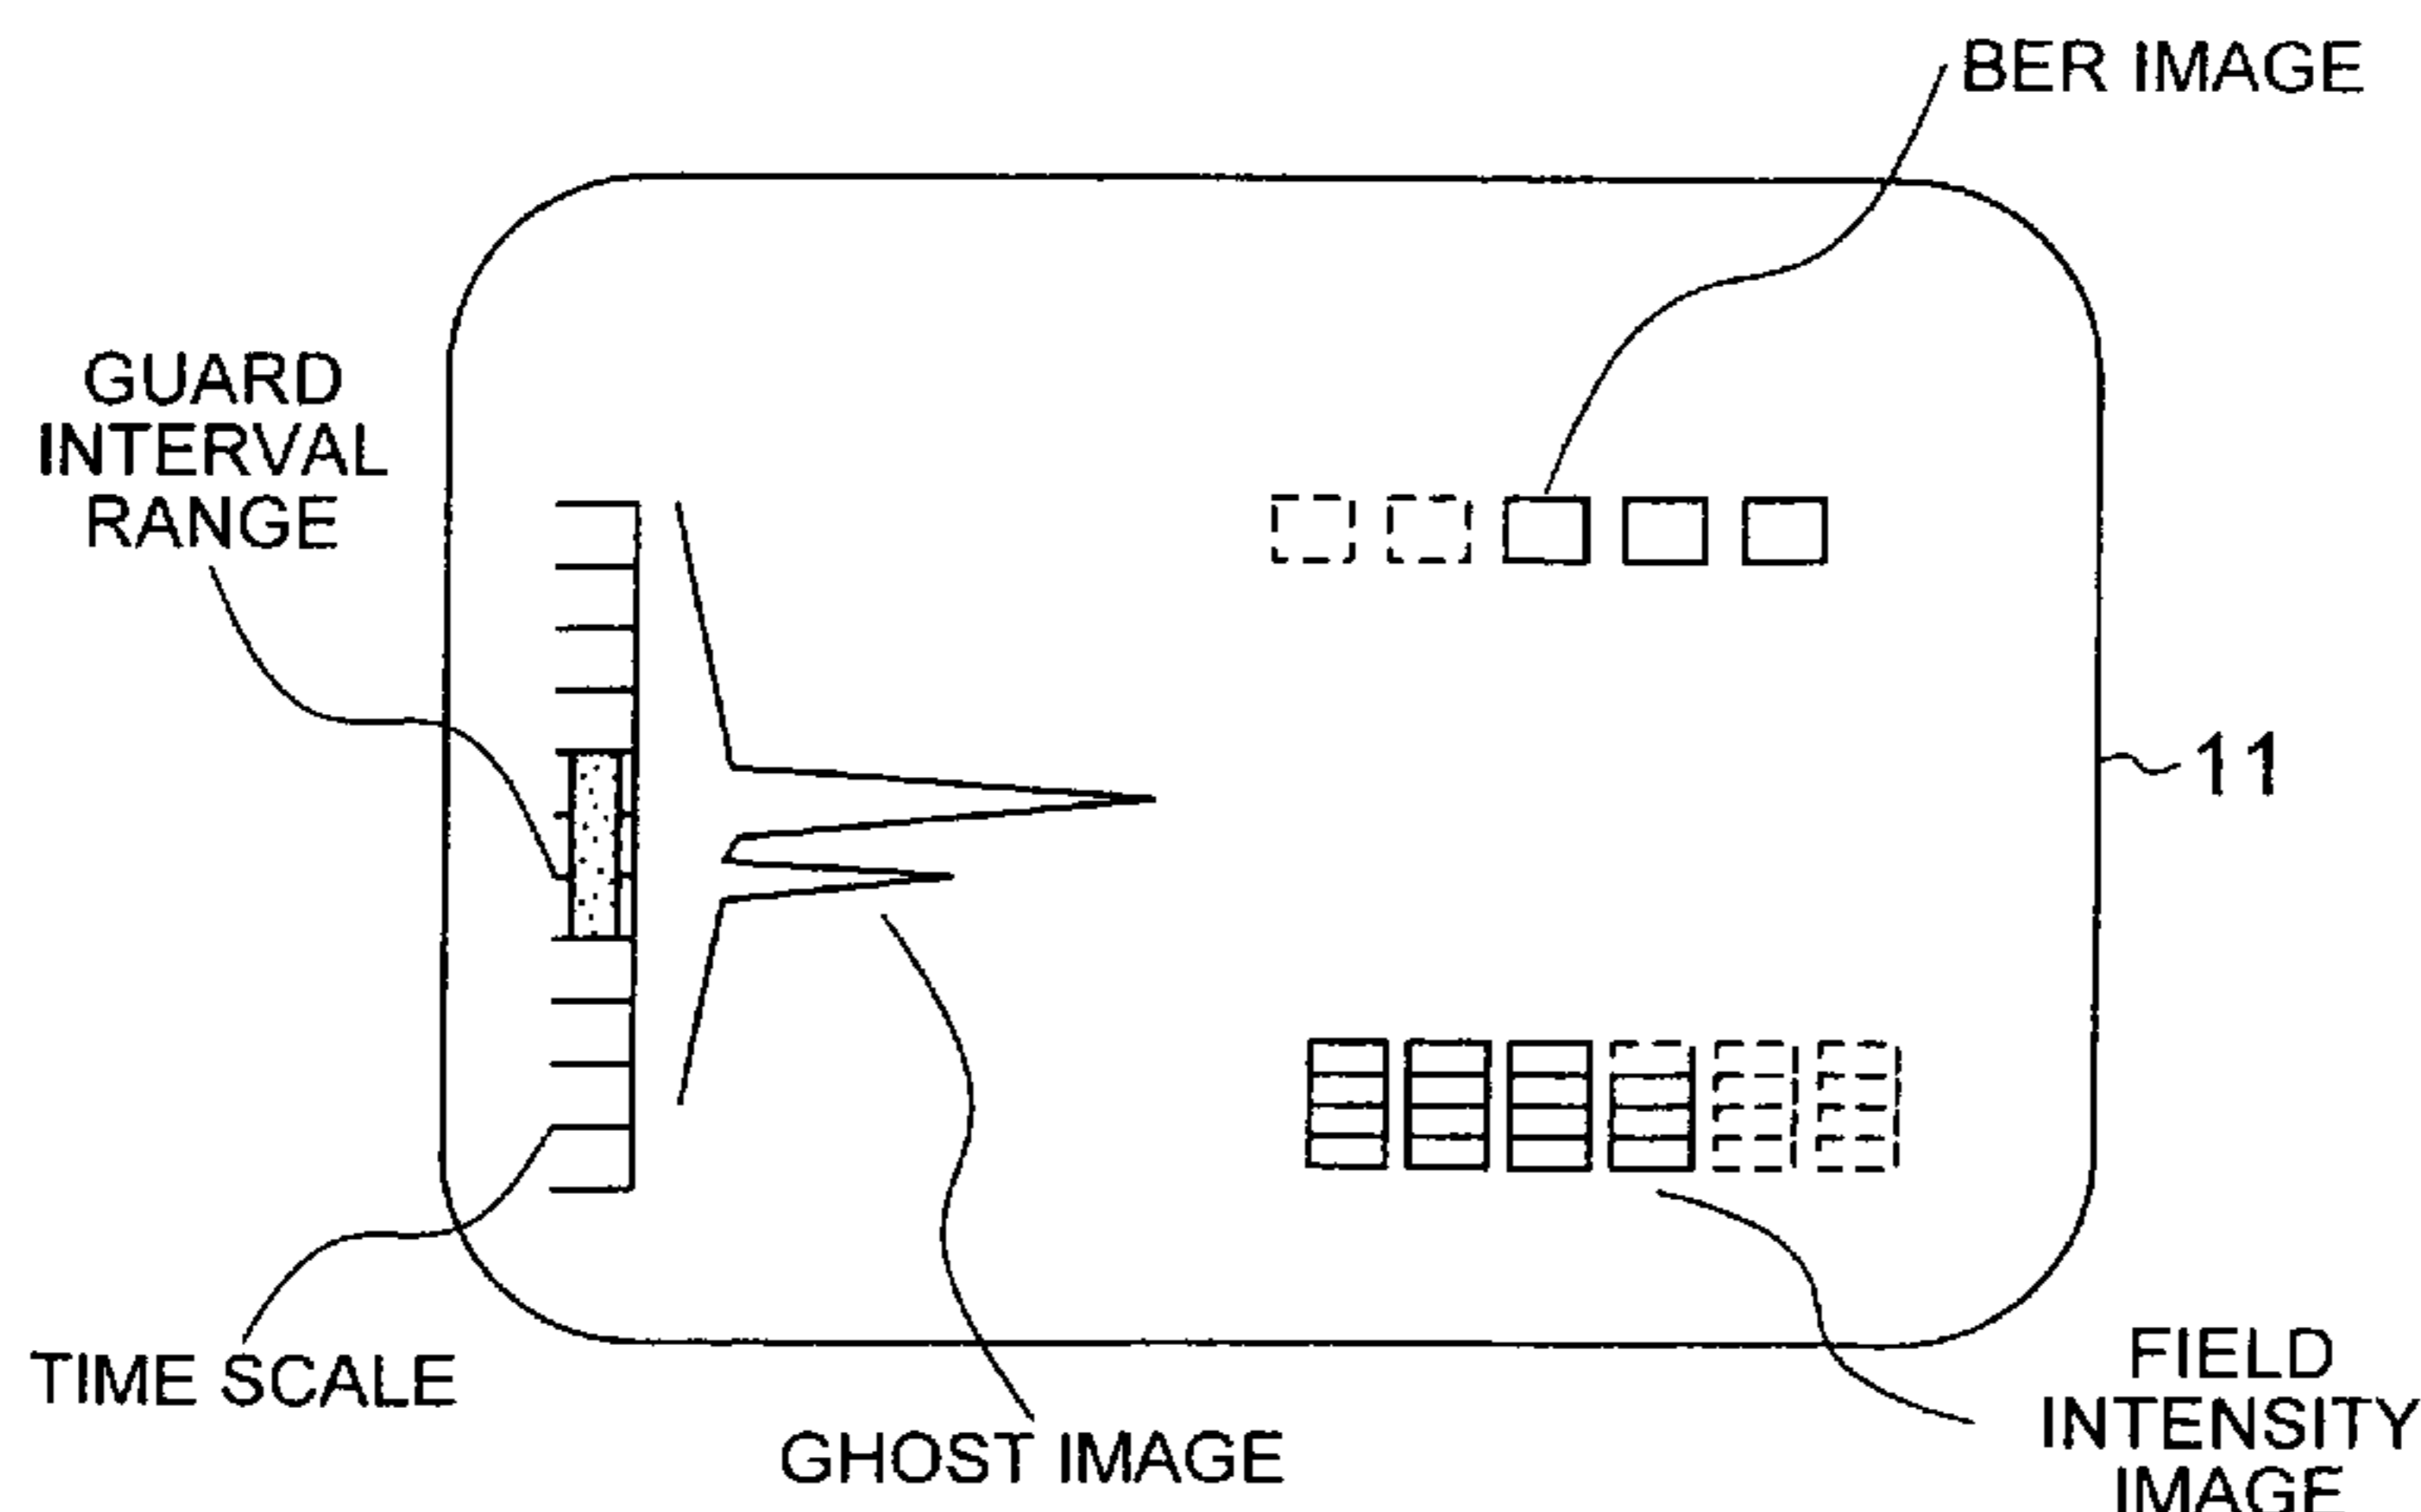 BER IMAGE
GUARD
INTERVAL
RANGE
11
TIME SCALE
GHOST IMAGE
FIELD
INTENSITY
IMAGE